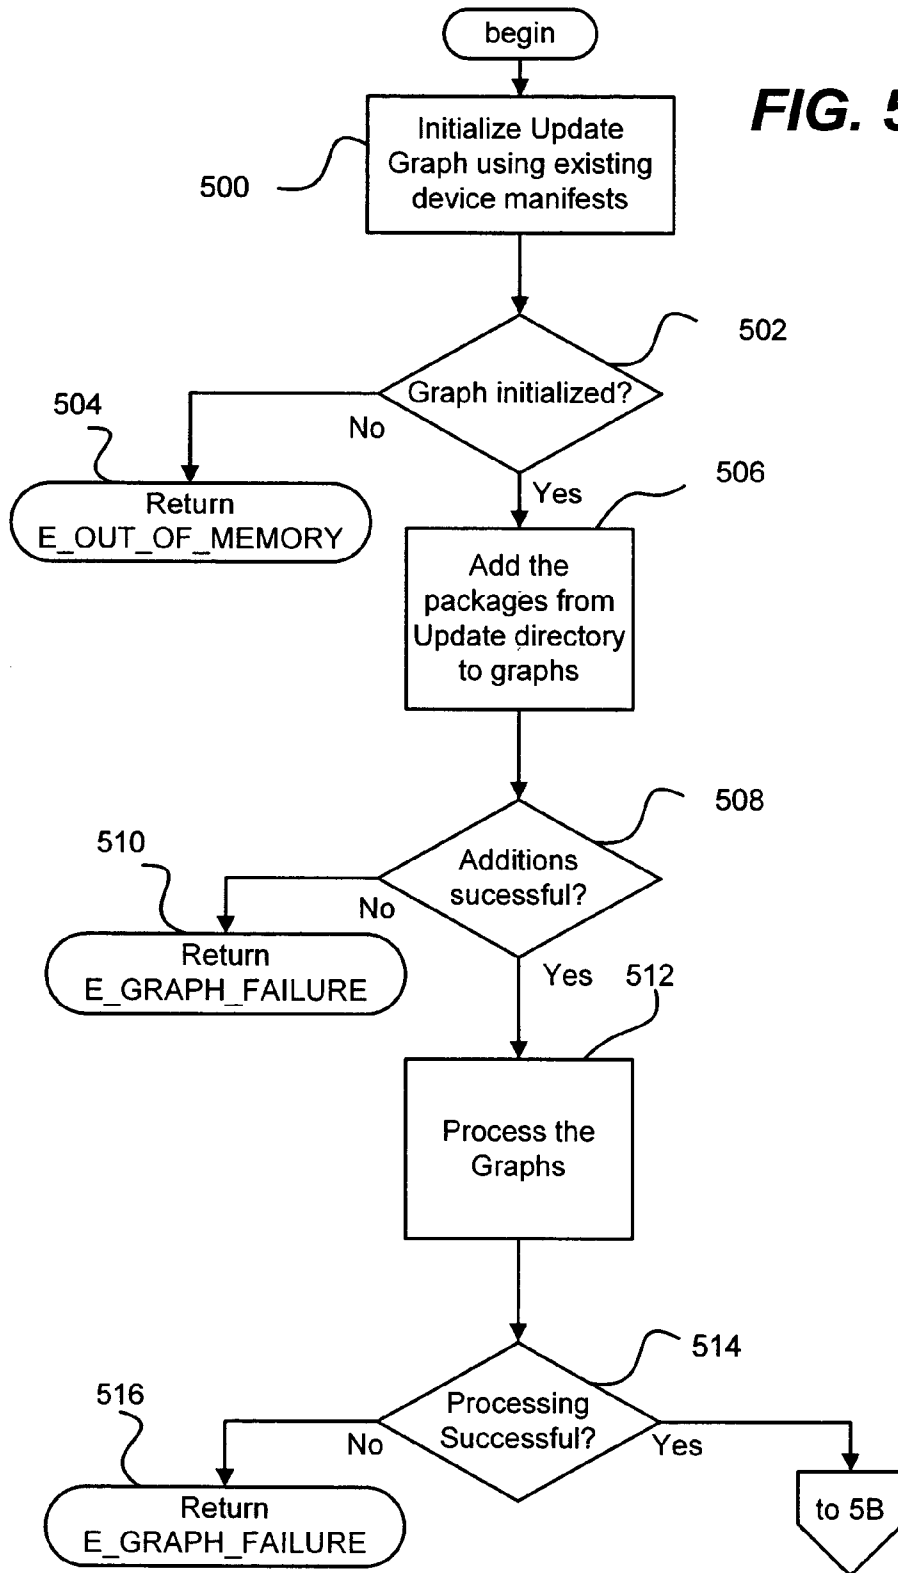 begin
FIG. 5
Initialize Update
Graph using existing
device manifests
500
502
Graph initialized?
504
No
Yes
506
Return
E_OUT_OF_MEMORY
Add the
packages from
Update directory
to graphs
508
510
Additions
sucessful?
No
Return
E_GRAPH_FAILURE
Yes
512
Process the
Graphs
514
516
Processing
Successful?
No
Yes
Return
E_GRAPH_FAILURE
to 5B